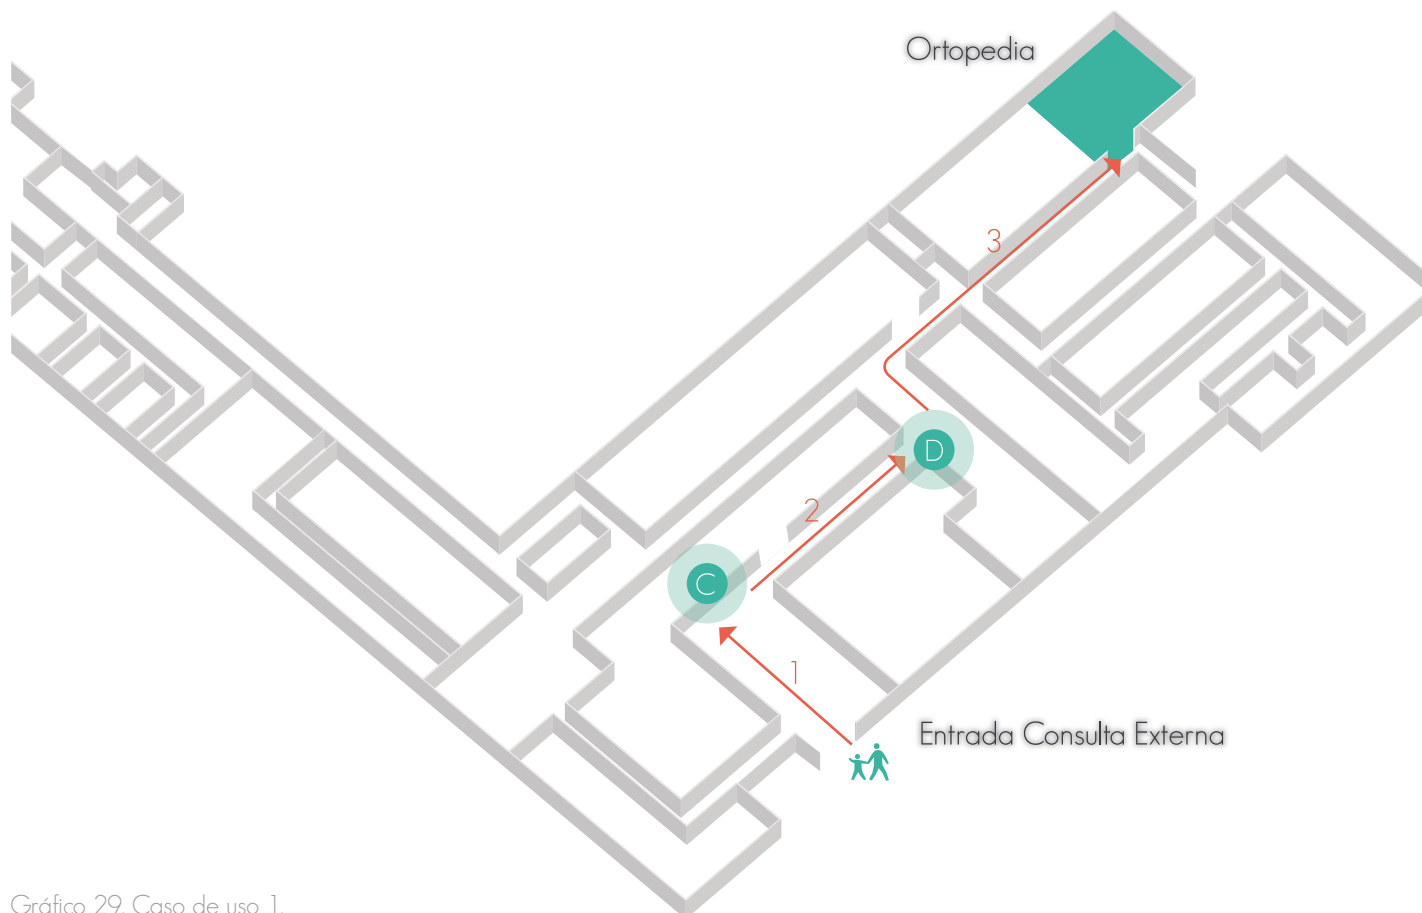 Ortopedia
3
D
2
C
1
Entrada Consulta Externa
Gráfico 29. Caso de uso 1.